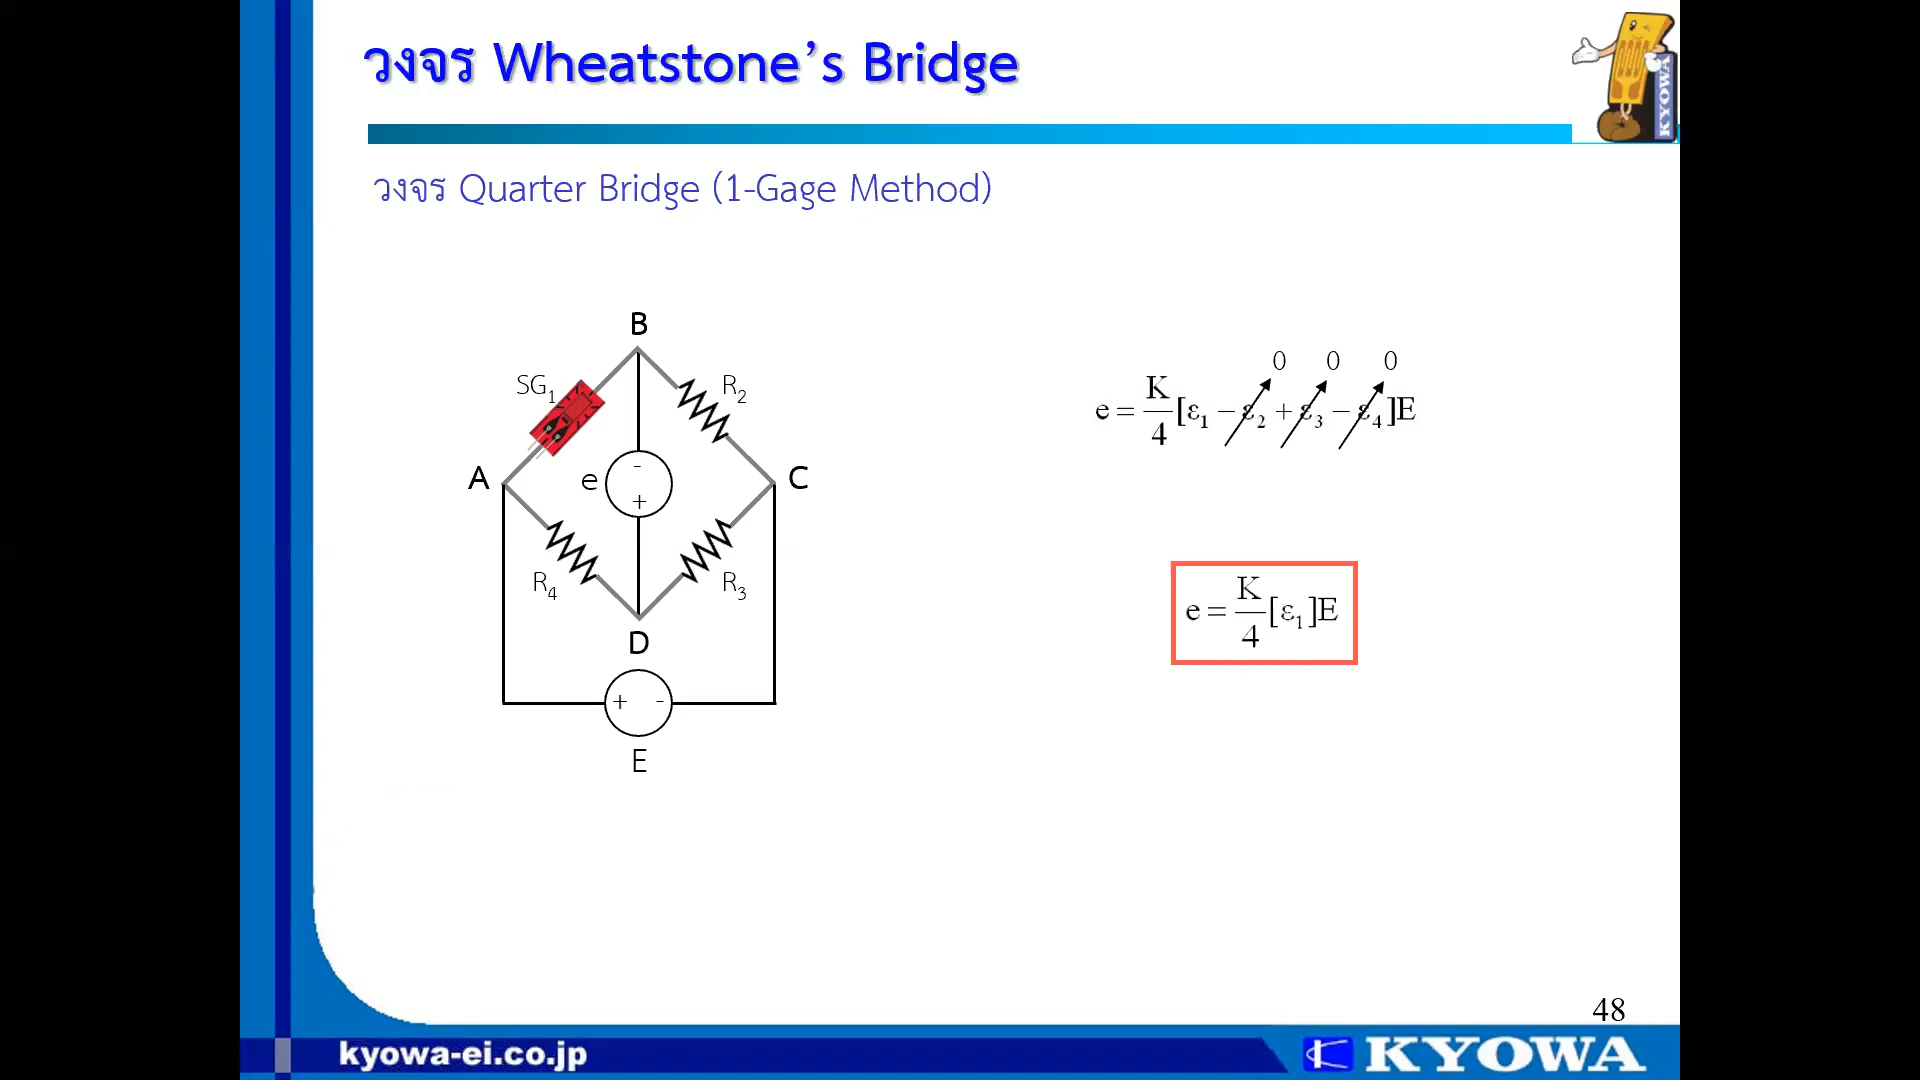 วงจร Wheatstone’s Bridge
KYOWA
วงจร Quarter Bridge (1-Gage Method)
B
SG₁
R₂
A
e
-
+
C
R₄
R₃
D
+ -
E
0 0 0
e = K/4 [ε₁ − ε₂ + ε₃ − ε₄]E
e = K/4 [ε₁]E
48
kyowa-ei.co.jp
KYOWA